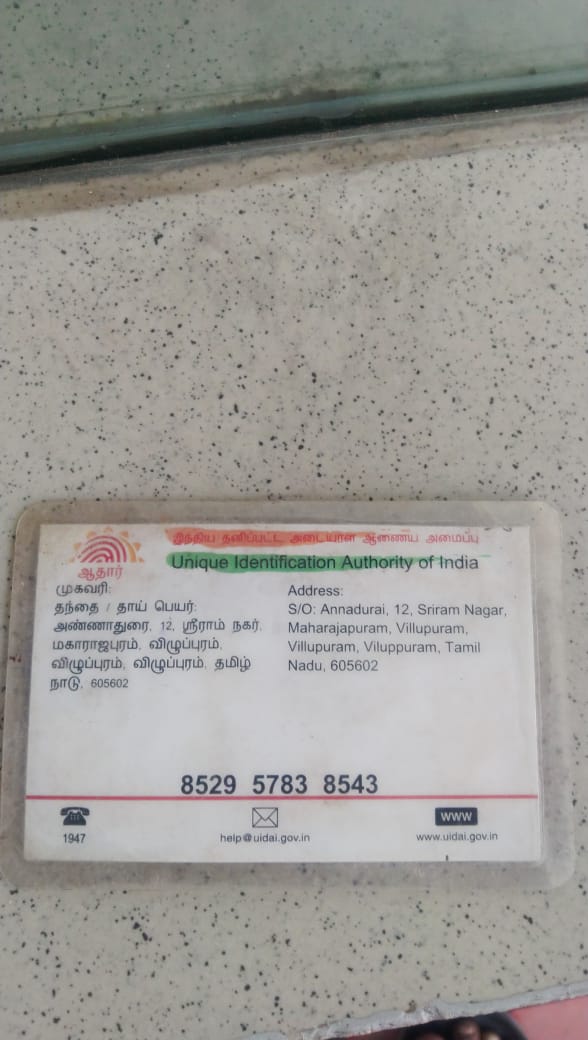 இந்திய தனிப்பட்ட அடையாள ஆணைய அமைப்பு
Unique Identification Authority of India
ஆதார்
முகவரி:
தந்தை / தாய் பெயர்:
அண்ணாதுரை, 12, ஸ்ரீராம் நகர்,
மகாராஜபுரம், விழுப்புரம்,
விழுப்புரம், விழுப்புரம், தமிழ்
நாடு, 605602
Address:
S/O: Annadurai, 12, Sriram Nagar,
Maharajapuram, Villupuram,
Villupuram, Viluppuram, Tamil
Nadu, 605602
8529 5783 8543
1947
help@uidai.gov.in
www
www.uidai.gov.in